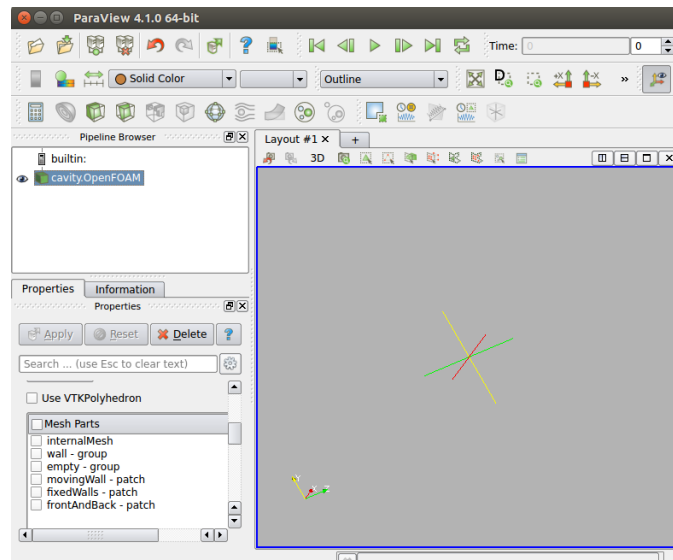 ParaView 4.1.0 64-bit
Time: 0 0
Solid Color Outline »
Pipeline Browser
Layout #1 × +
builtin:
3D
cavity.OpenFOAM
Properties Information
Properties
Apply Reset Delete ?
Search ... (use Esc to clear text)
Use VTKPolyhedron
Mesh Parts
internalMesh
wall - group
empty - group
movingWall - patch
fixedWalls - patch
frontAndBack - patch
Y X Z